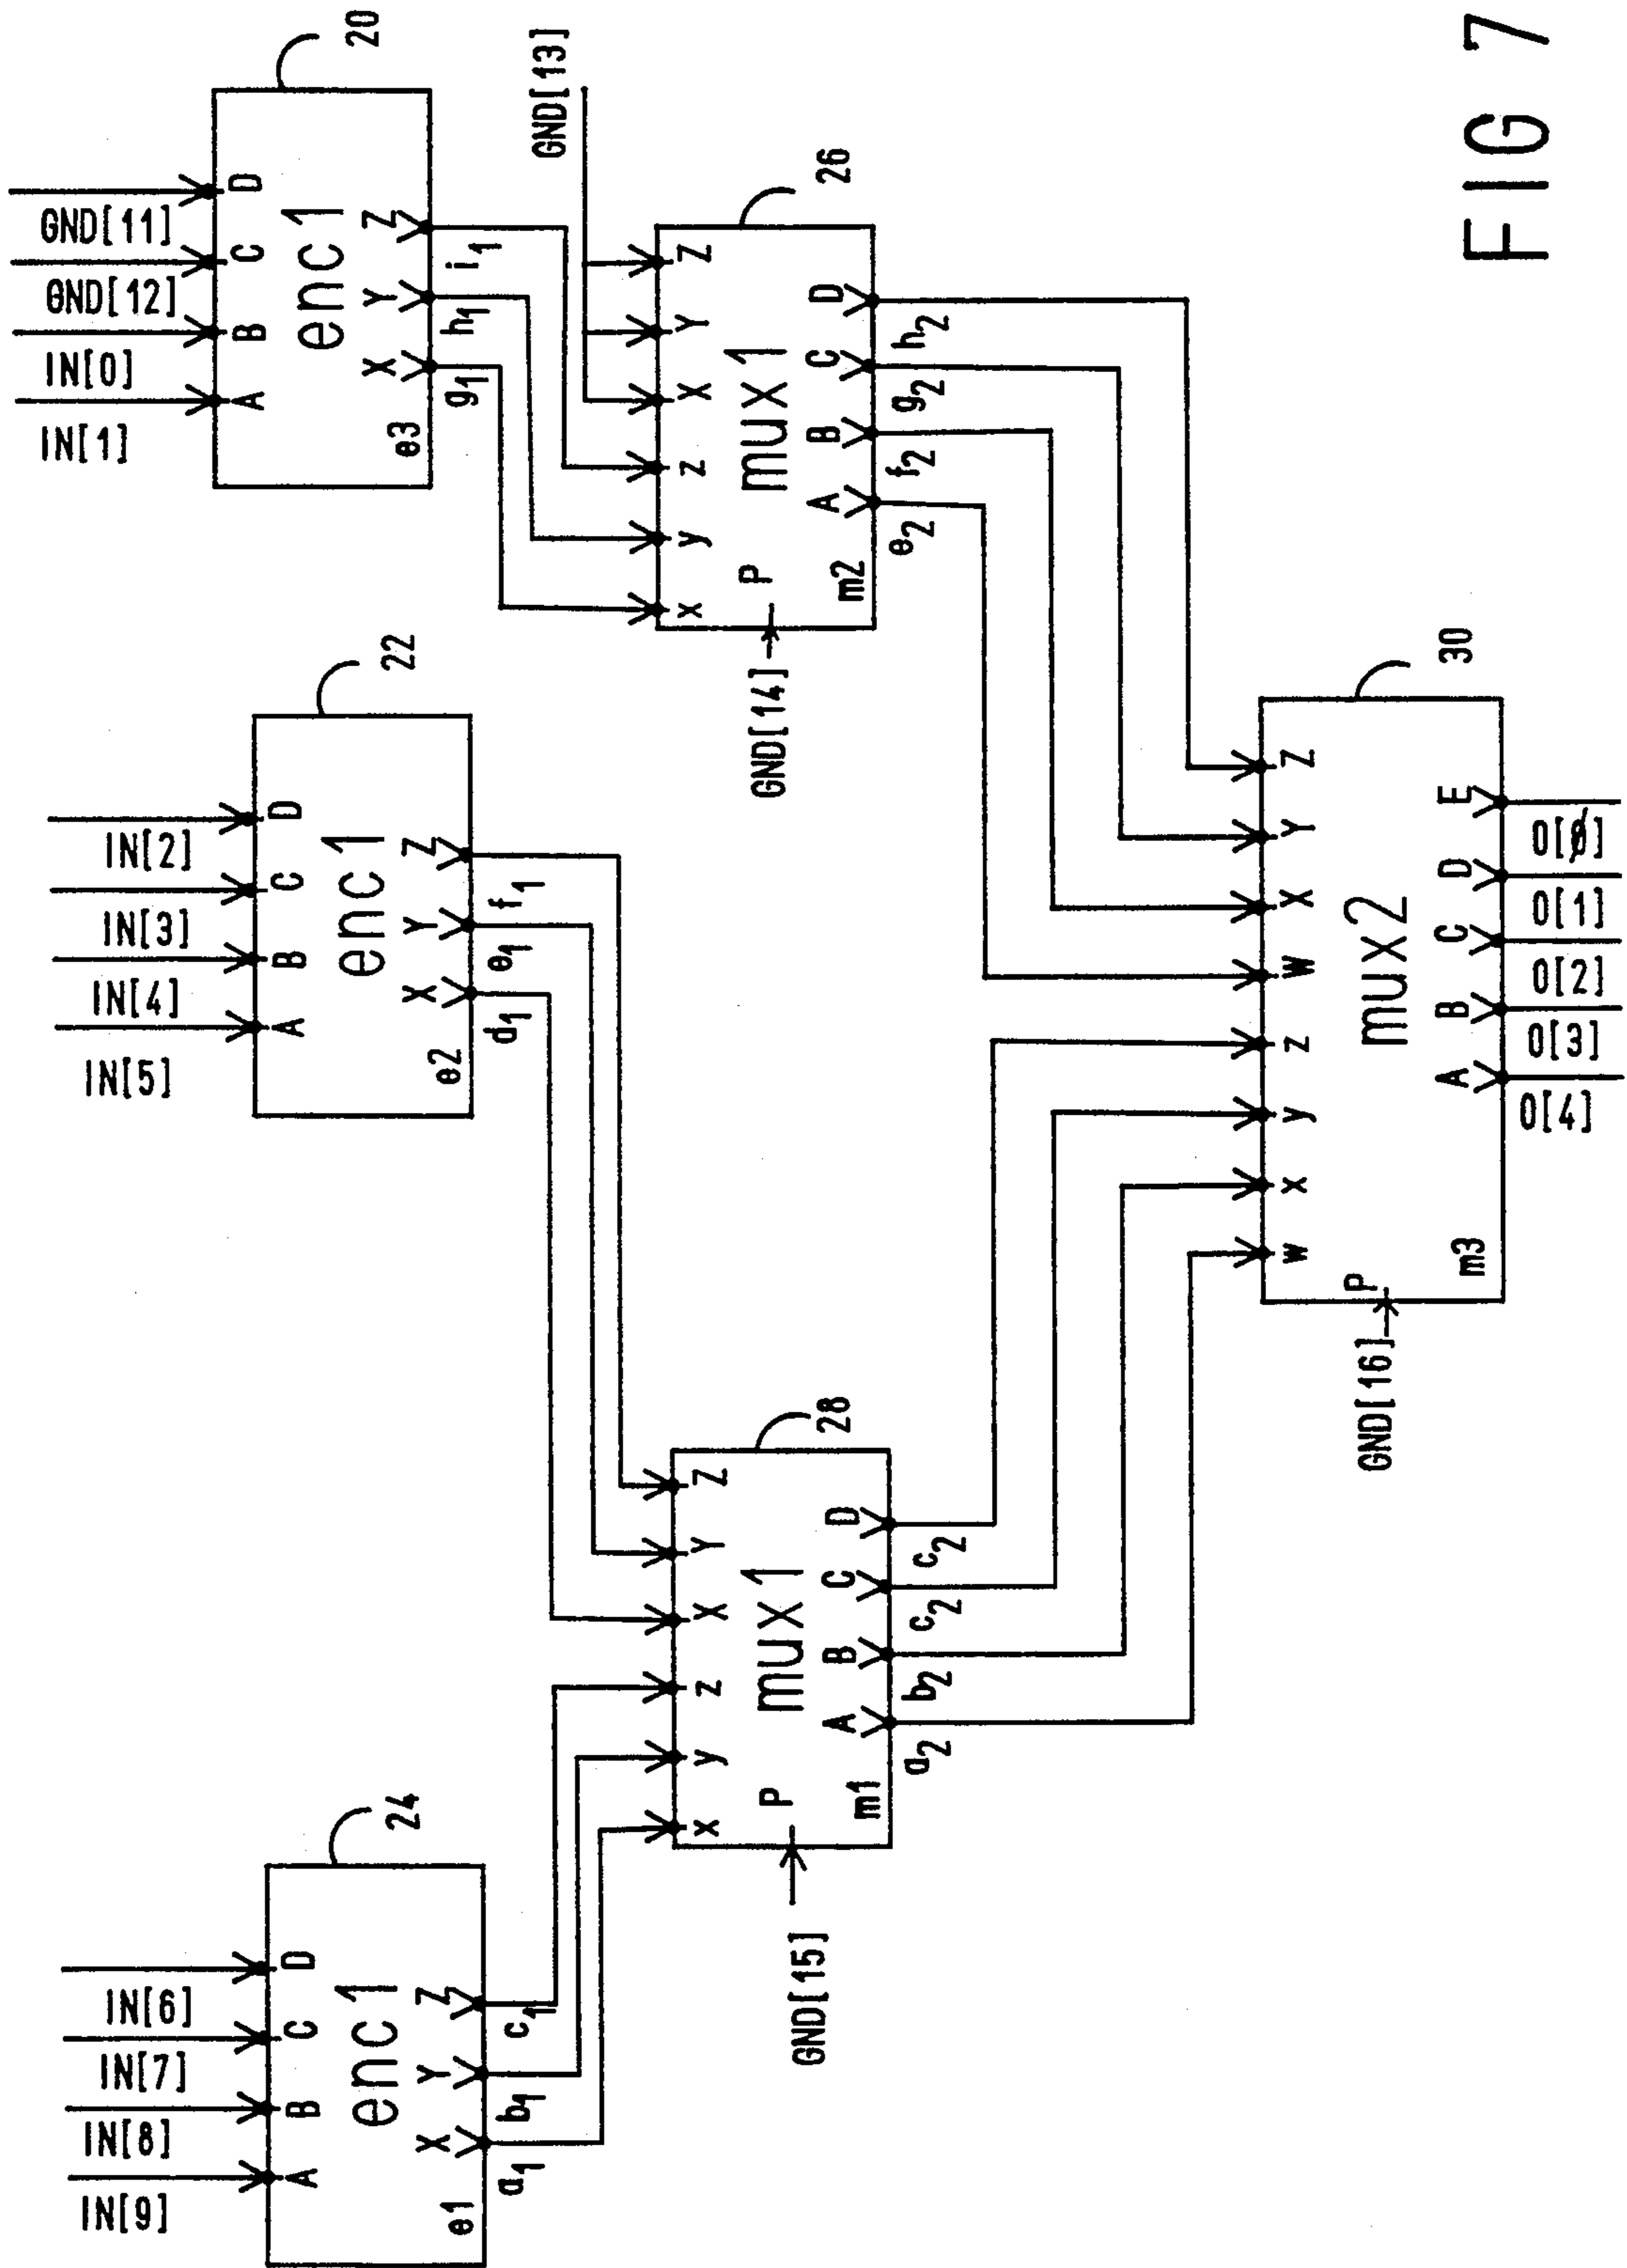 IN[9]
IN[8]
IN[7]
IN[6]
A B C D
enc1
X Y Z
e1
24
a1 b1 c1
IN[5]
IN[4]
IN[3]
IN[2]
A B C D
enc1
X Y Z
e2
22
d1 e1 f1
IN[1]
IN[0]
GND[12]
GND[11]
A B C D
enc1
X Y Z
e3
20
g1 h1 i1
GND[13]
x y z X Y Z
P
mux1
A B C D
m1
28
GND[15]
a2 b2 c2 c2
x y z X Y Z
P
mux1
A B C D
m2
26
GND[14]
e2 f2 g2 h2
w x y z W X Y Z
P
mux2
A B C D E
m3
30
GND[16]
O[4]
O[3]
O[2]
O[1]
O[Ø]
FIG 7